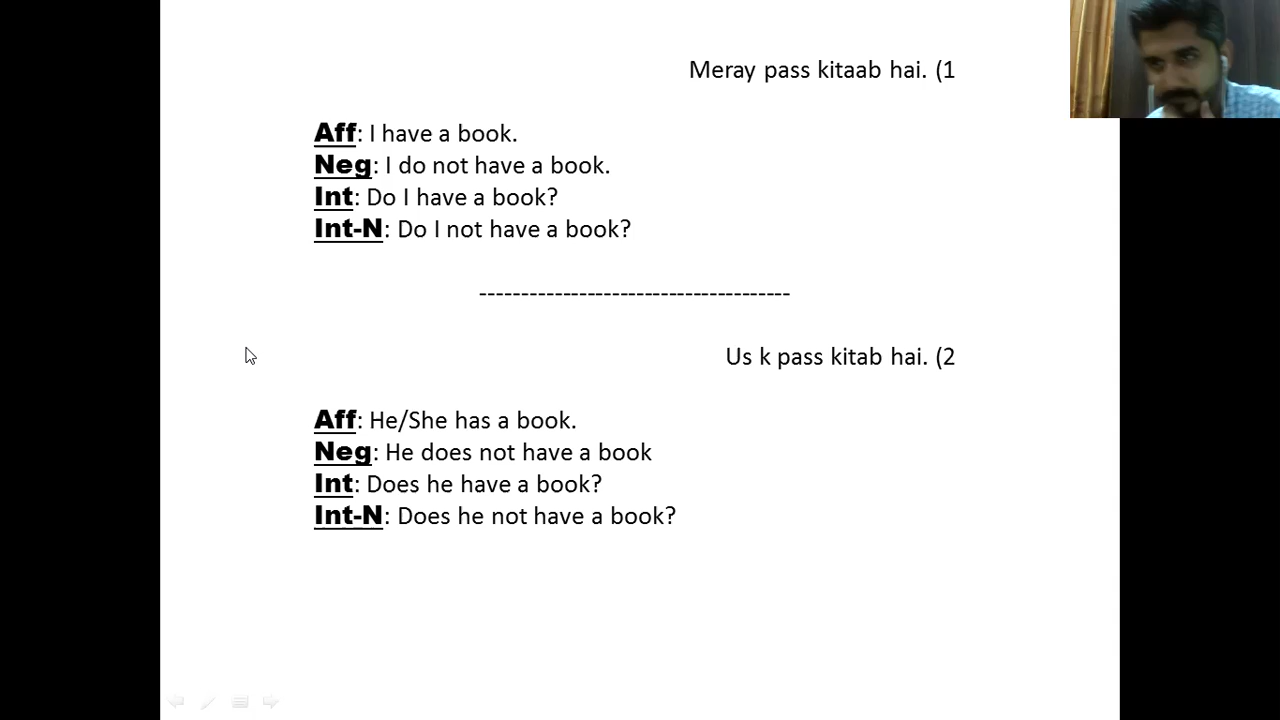 Meray pass kitaab hai. (1
Aff: I have a book.
Neg: I do not have a book.
Int: Do I have a book?
Int-N: Do I not have a book?
-------------------------------------
Us k pass kitab hai. (2
Aff: He/She has a book.
Neg: He does not have a book
Int: Does he have a book?
Int-N: Does he not have a book?